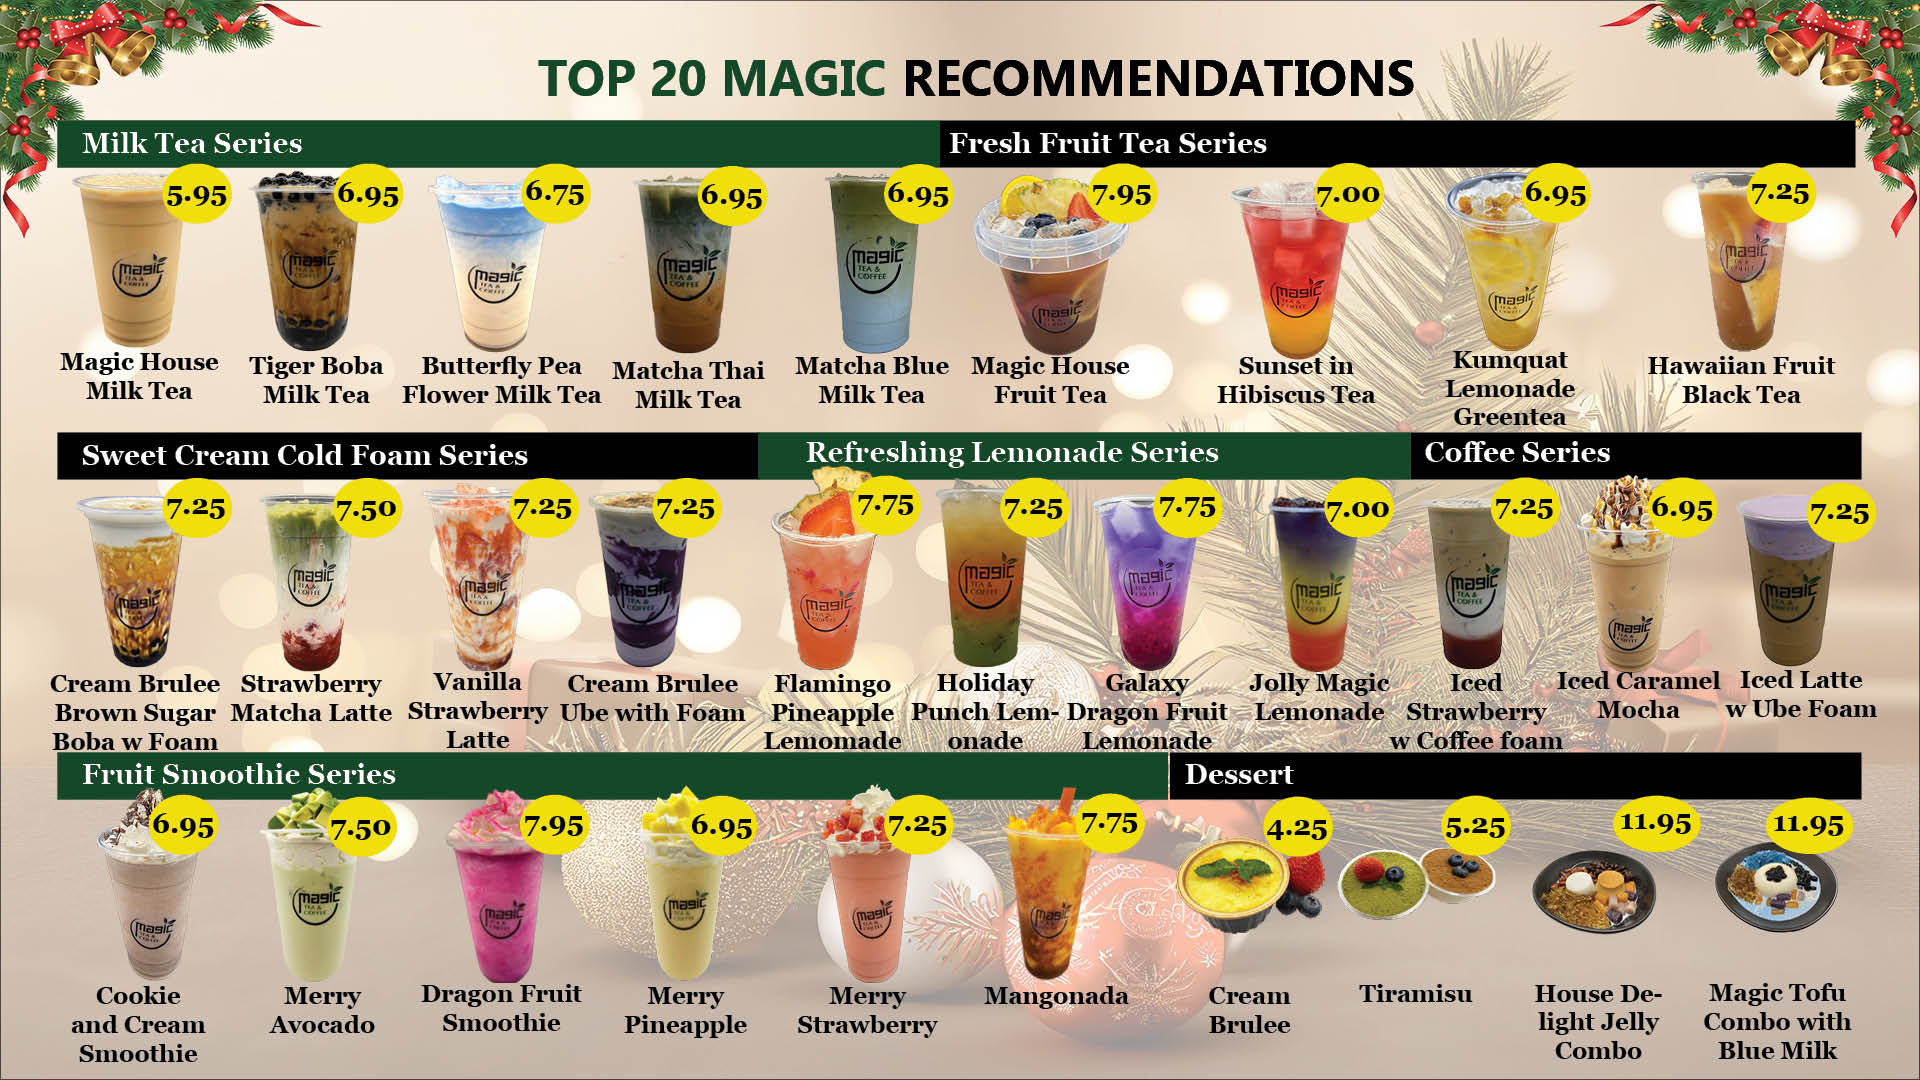 TOP 20 MAGIC RECOMMENDATIONS
Milk Tea Series
5.95
Magic House
Milk Tea
6.95
Tiger Boba
Milk Tea
6.75
Butterfly Pea
Flower Milk Tea
6.95
Matcha Thai
Milk Tea
6.95
Matcha Blue
Milk Tea
Fresh Fruit Tea Series
7.95
Magic House
Fruit Tea
7.00
Sunset in
Hibiscus Tea
6.95
Kumquat
Lemonade
Greentea
7.25
Hawaiian Fruit
Black Tea
Sweet Cream Cold Foam Series
7.25
Cream Brulee
Brown Sugar
Boba w Foam
7.50
Strawberry
Matcha Latte
7.25
Vanilla
Strawberry
Latte
7.25
Cream Brulee
Ube with Foam
Refreshing Lemonade Series
7.75
Flamingo
Pineapple
Lemomade
7.25
Holiday
Punch Lem-
onade
7.75
Galaxy
Dragon Fruit
Lemonade
7.00
Jolly Magic
Lemonade
Coffee Series
7.25
Iced
Strawberry
w Coffee foam
6.95
Iced Caramel
Mocha
7.25
Iced Latte
w Ube Foam
Fruit Smoothie Series
6.95
Cookie
and Cream
Smoothie
7.50
Merry
Avocado
7.95
Dragon Fruit
Smoothie
6.95
Merry
Pineapple
7.25
Merry
Strawberry
7.75
Mangonada
Dessert
4.25
Cream
Brulee
5.25
Tiramisu
11.95
House De-
light Jelly
Combo
11.95
Magic Tofu
Combo with
Blue Milk
magic
TEA &
COFFEE